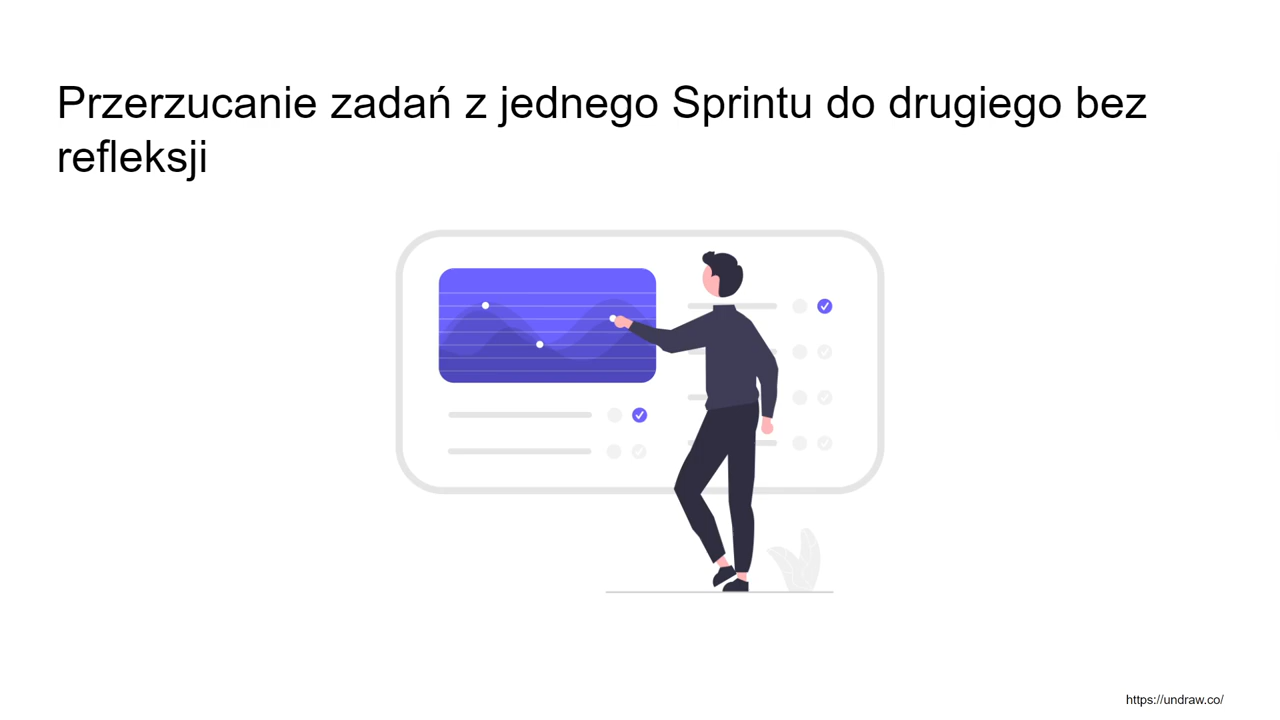 Przerzucanie zadań z jednego Sprintu do drugiego bez
refleksji
https://undraw.co/